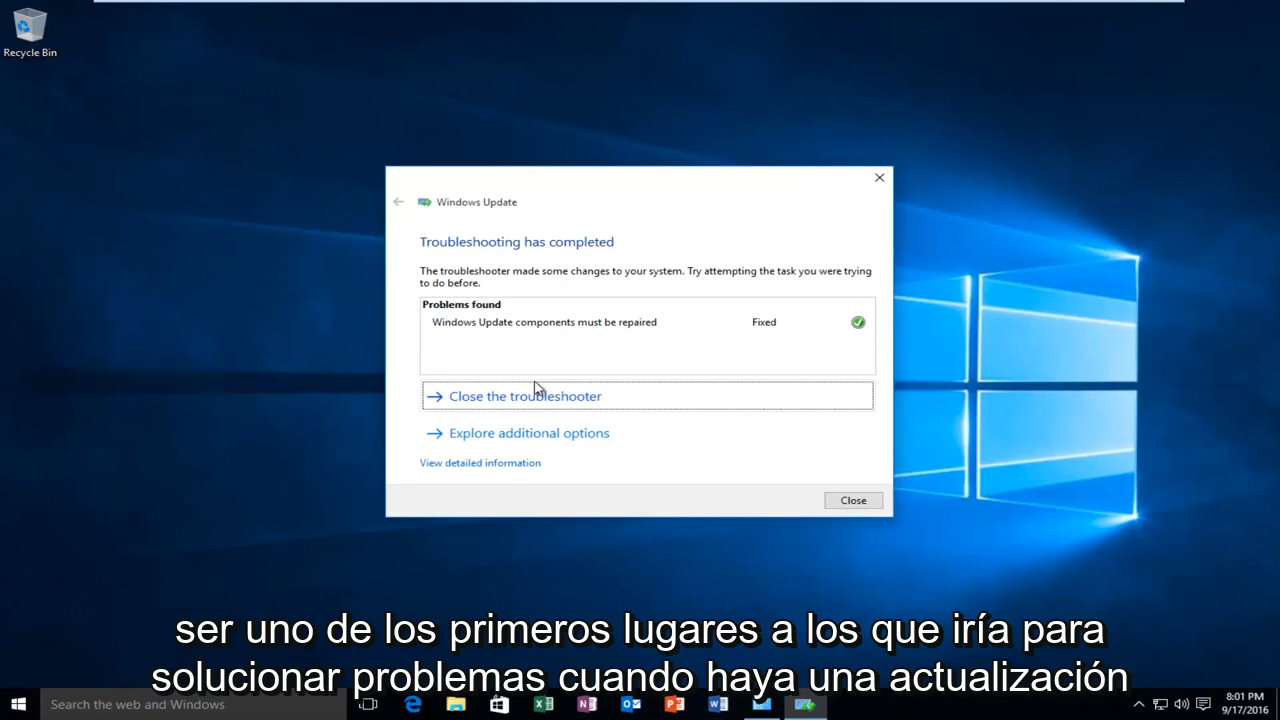 Recycle Bin
Windows Update
Troubleshooting has completed
The troubleshooter made some changes to your system. Try attempting the task you were trying
to do before.
Problems found
Windows Update components must be repaired Fixed
Close the troubleshooter
Explore additional options
View detailed information
Close
ser uno de los primeros lugares a los que iría para
solucionar problemas cuando haya una actualización
Search the web and Windows
8:01 PM
9/17/2016